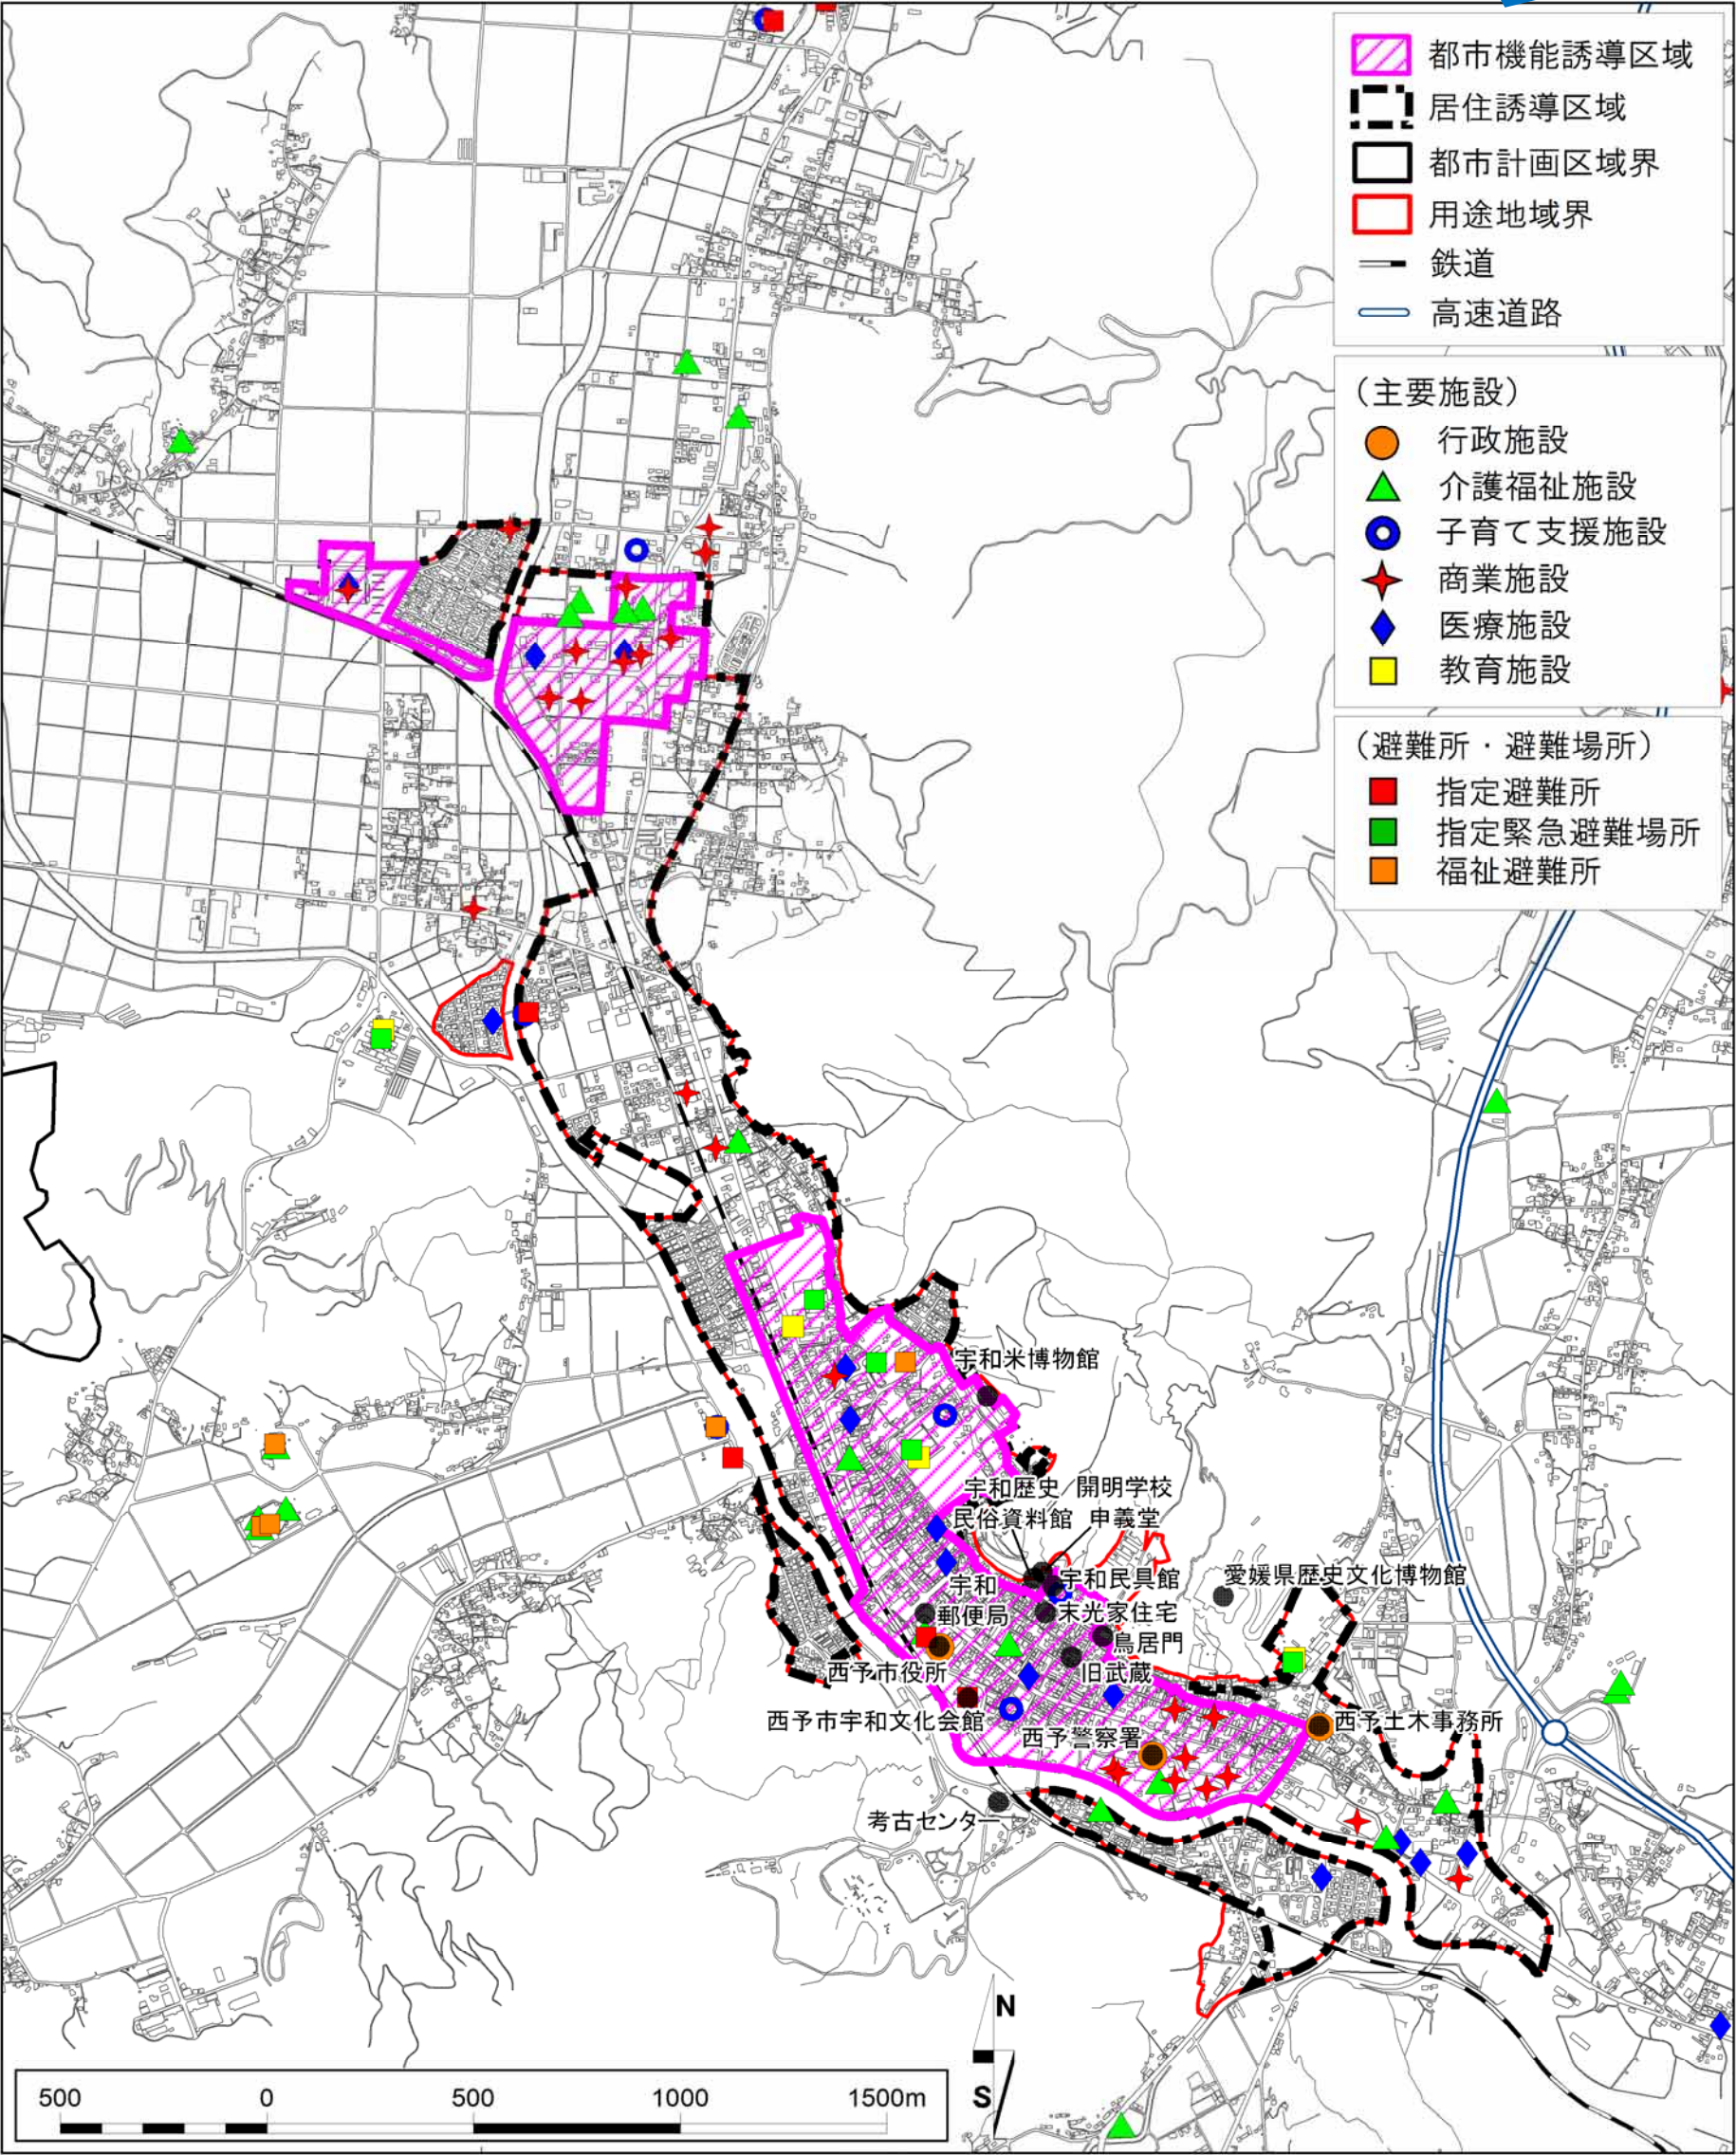 都市機能誘導区域
居住誘導区域
都市計画区域界
用途地域界
鉄道
高速道路
（主要施設）
行政施設
介護福祉施設
子育て支援施設
商業施設
医療施設
教育施設
（避難所・避難場所）
指定避難所
指定緊急避難場所
福祉避難所
宇和米博物館
宇和歴史
民俗資料館
開明学校
申義堂
宇和民具館
愛媛県歴史文化博物館
宇和
郵便局
末光家住宅
鳥居門
西予市役所
旧武蔵
西予市宇和文化会館
西予警察署
西予土木事務所
考古センター
N
S
500 0 500 1000 1500m